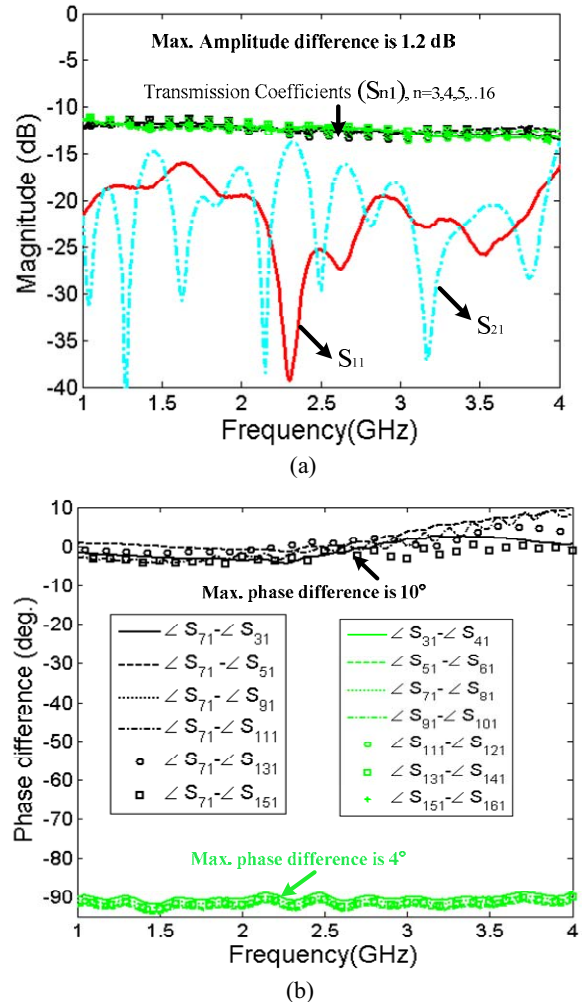 (a)
0
-5
-10
-15
-20
-25
-30
-35
-40
Magnitude (dB)
Max. Amplitude difference is 1.2 dB
Transmission Coefficients (Sn1), n=3,4,5,..16
S11
S21
1
1.5
2
2.5
3
3.5
4
Frequency(GHz)
(a)
10
0
-10
-20
-30
-40
-50
-60
-70
-80
-90
Phase difference (deg.)
Max. phase difference is 10°
∠ S71-∠ S31
∠ S71-∠ S51
∠ S71-∠ S91
∠ S71-∠ S111
∠ S71-∠ S131
∠ S71-∠ S151
∠ S31-∠ S41
∠ S51-∠ S61
∠ S71-∠ S81
∠ S91-∠ S101
∠ S111-∠ S121
∠ S131-∠ S141
∠ S151-∠ S161
Max. phase difference is 4°
1
1.5
2
2.5
3
3.5
4
Frequency(GHz)
(b)